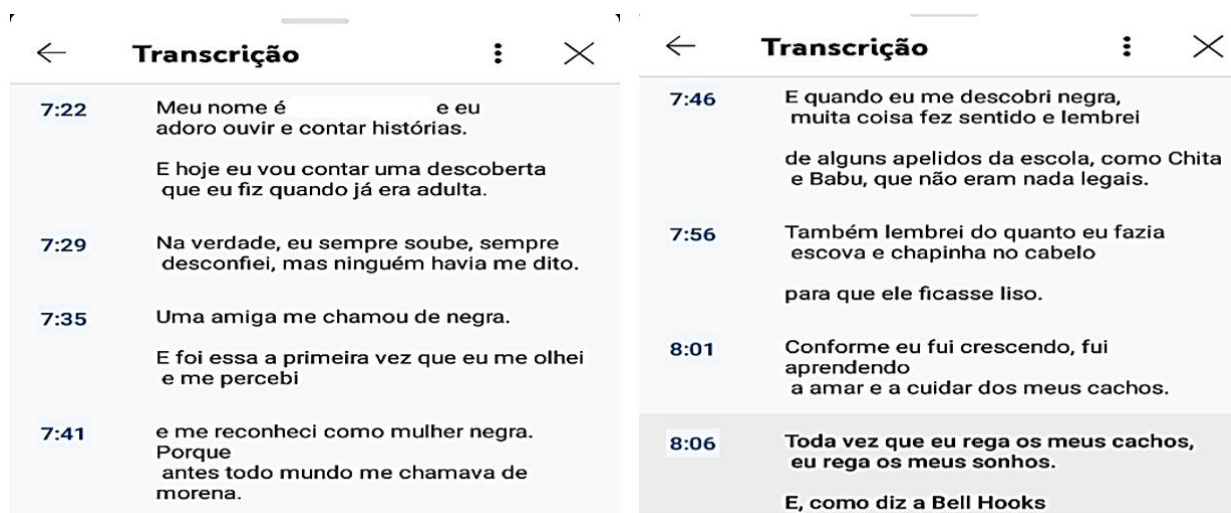 Transcrição
7:22
Meu nome é e eu
adoro ouvir e contar histórias.
E hoje eu vou contar uma descoberta
que eu fiz quando já era adulta.
7:29
Na verdade, eu sempre soube, sempre
desconfiei, mas ninguém havia me dito.
7:35
Uma amiga me chamou de negra.
E foi essa a primeira vez que eu me olhei
e me percebi
7:41
e me reconheci como mulher negra.
Porque
antes todo mundo me chamava de
morena.
Transcrição
7:46
E quando eu me descobri negra,
muita coisa fez sentido e lembrei
de alguns apelidos da escola, como Chita
e Babu, que não eram nada legais.
7:56
Também lembrei do quanto eu fazia
escova e chapinha no cabelo
para que ele ficasse liso.
8:01
Conforme eu fui crescendo, fui
aprendendo
a amar e a cuidar dos meus cachos.
8:06
Toda vez que eu rega os meus cachos,
eu rega os meus sonhos.
E, como diz a Bell Hooks